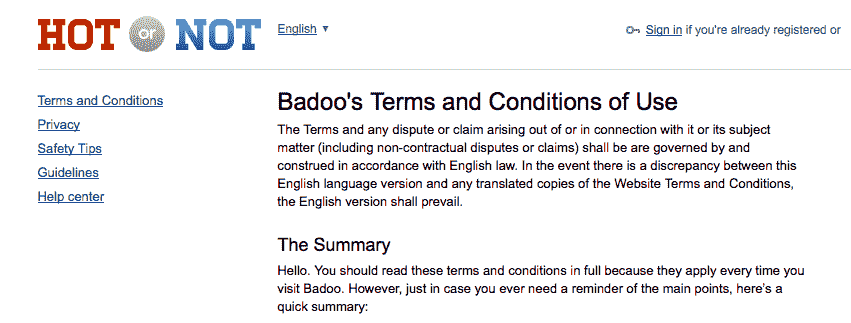 HOT or NOT
English ▼
Sign in if you're already registered or
Terms and Conditions
Privacy
Safety Tips
Guidelines
Help center
Badoo's Terms and Conditions of Use
The Terms and any dispute or claim arising out of or in connection with it or its subject
matter (including non-contractual disputes or claims) shall be are governed by and
construed in accordance with English law. In the event there is a discrepancy between this
English language version and any translated copies of the Website Terms and Conditions,
the English version shall prevail.
The Summary
Hello. You should read these terms and conditions in full because they apply every time you
visit Badoo. However, just in case you ever need a reminder of the main points, here's a
quick summary: